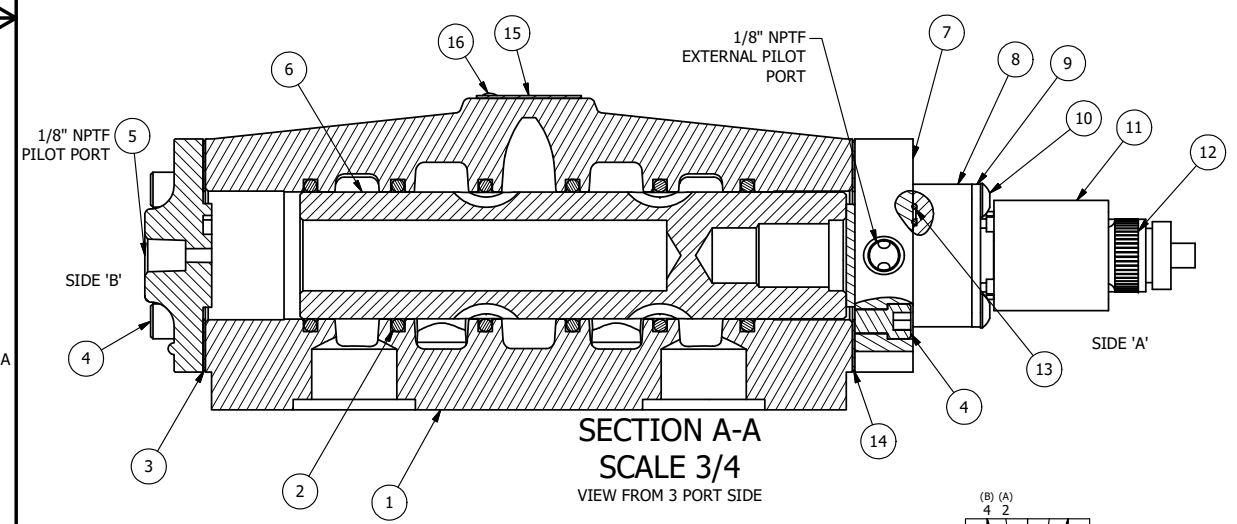 16
15
7
6
1/8" NPTF
EXTERNAL PILOT
PORT
8
9
10
11
12
1/8" NPTF
PILOT PORT
5
SIDE 'B'
4
A
3
2
1
SECTION A-A
SCALE 3/4
VIEW FROM 3 PORT SIDE
14
4
13
SIDE 'A'
(B) (A)
4 2